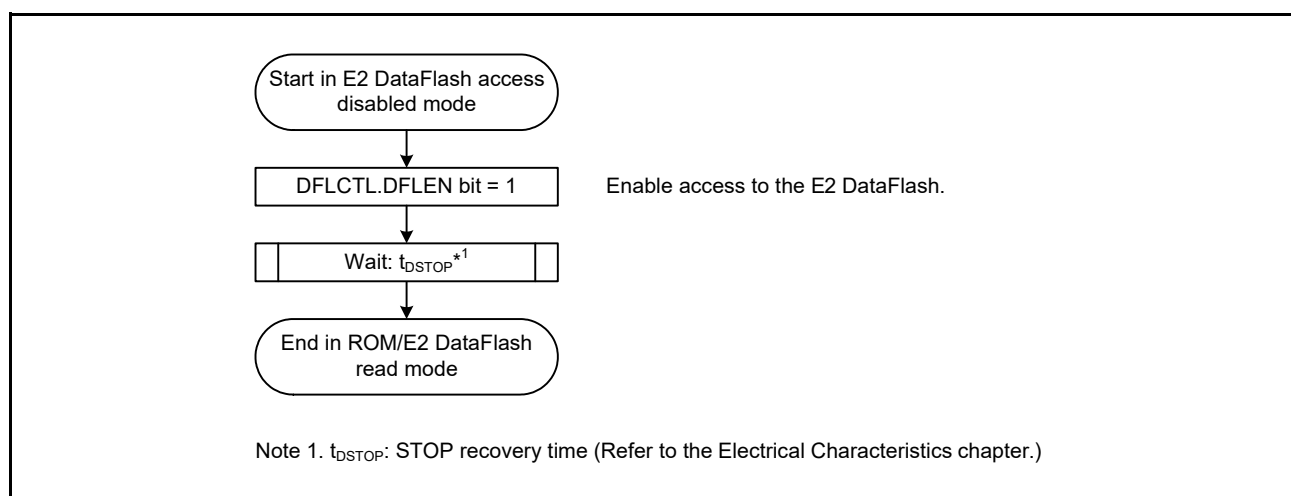 Start in E2 DataFlash access
disabled mode
DFLCTL.DFLEN bit = 1
Enable access to the E2 DataFlash.
Wait: tDSTOP*1
End in ROM/E2 DataFlash
read mode
Note 1. tDSTOP: STOP recovery time (Refer to the Electrical Characteristics chapter.)